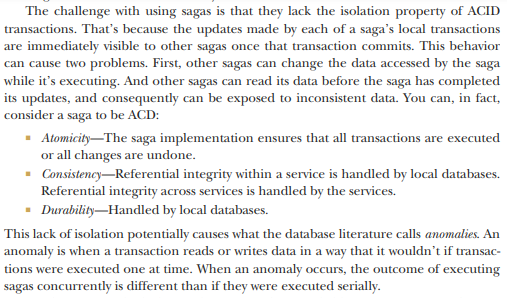 The challenge with using sagas is that they lack the isolation property of ACID
transactions. That's because the updates made by each of a saga's local transactions
are immediately visible to other sagas once that transaction commits. This behavior
can cause two problems. First, other sagas can change the data accessed by the saga
while it's executing. And other sagas can read its data before the saga has completed
its updates, and consequently can be exposed to inconsistent data. You can, in fact,
consider a saga to be ACD:
▪ Atomicity—The saga implementation ensures that all transactions are executed
or all changes are undone.
▪ Consistency—Referential integrity within a service is handled by local databases.
Referential integrity across services is handled by the services.
▪ Durability—Handled by local databases.
This lack of isolation potentially causes what the database literature calls anomalies. An
anomaly is when a transaction reads or writes data in a way that it wouldn't if transac-
tions were executed one at time. When an anomaly occurs, the outcome of executing
sagas concurrently is different than if they were executed serially.